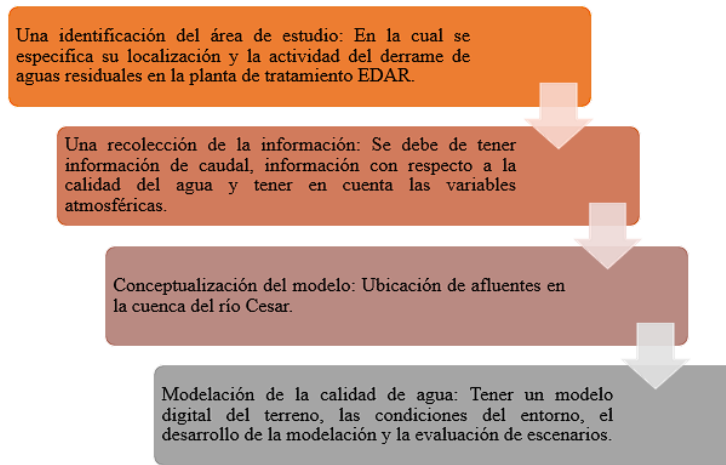 Una identificación del área de estudio: En la cual se
especifica su localización y la actividad del derrame de
aguas residuales en la planta de tratamiento EDAR.
Una recolección de la información: Se debe de tener
información de caudal, información con respecto a la
calidad del agua y tener en cuenta las variables
atmosféricas.
Conceptualización del modelo: Ubicación de afluentes en
la cuenca del río Cesar.
Modelación de la calidad de agua: Tener un modelo
digital del terreno, las condiciones del entorno, el
desarrollo de la modelación y la evaluación de escenarios.